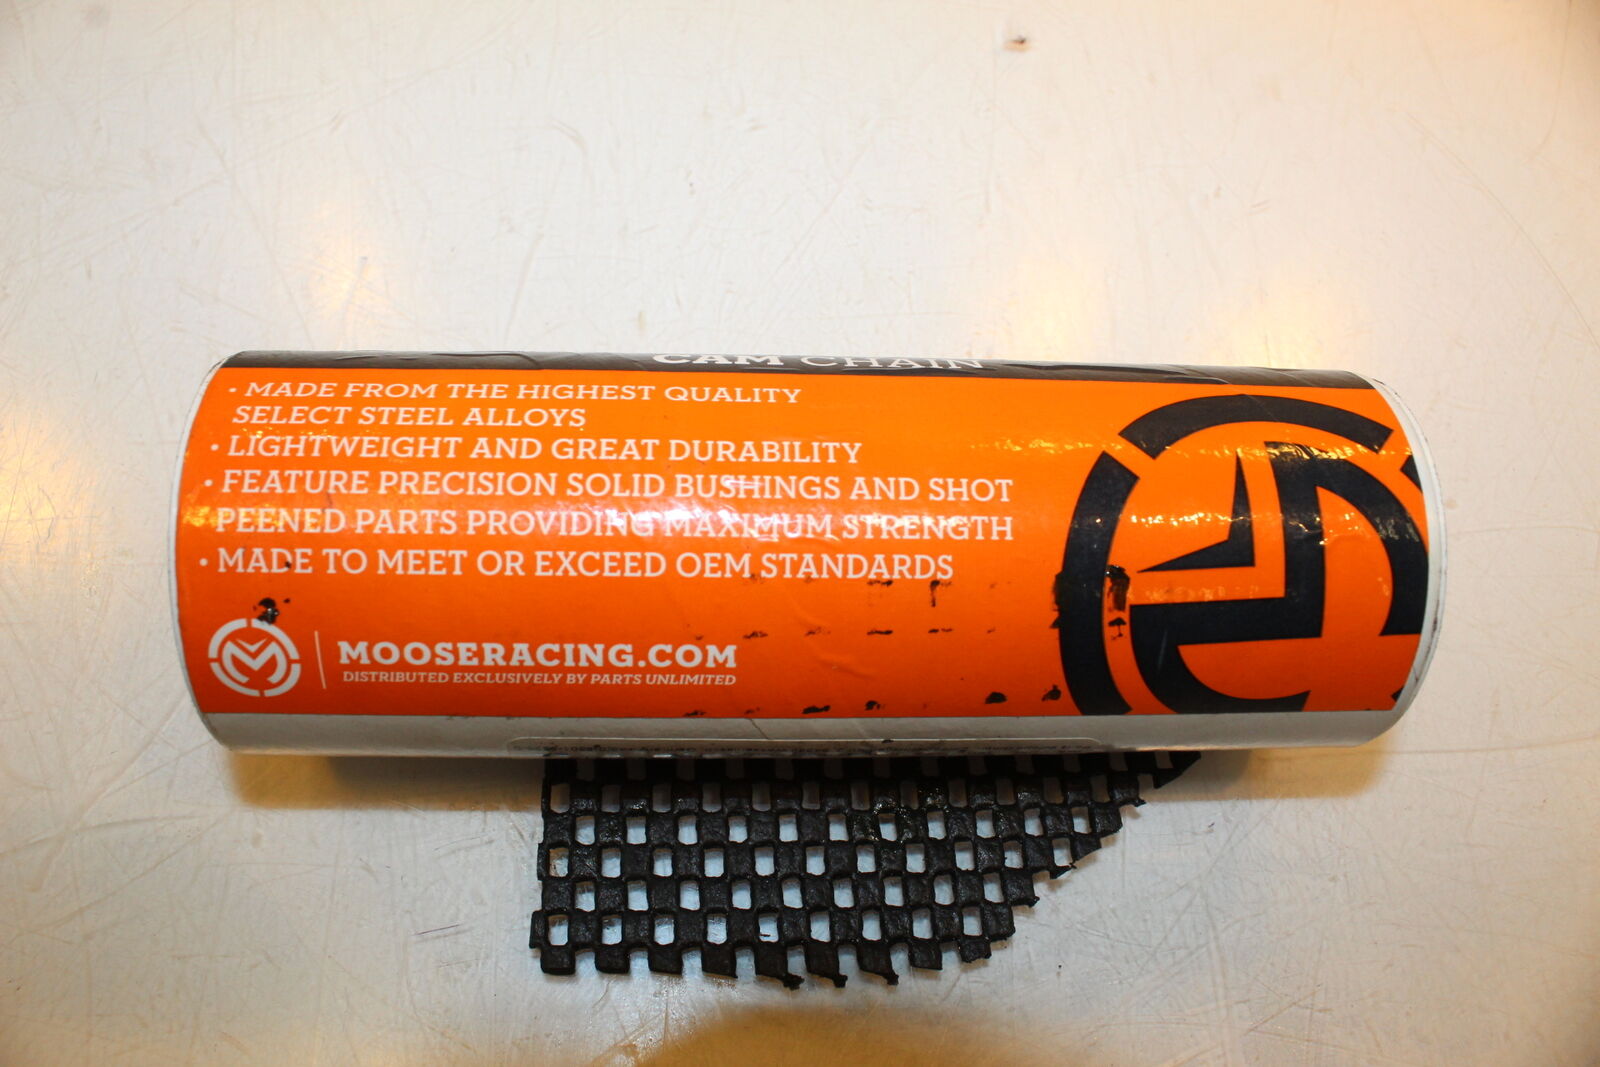 CAM CHAIN
• MADE FROM THE HIGHEST QUALITY
SELECT STEEL ALLOYS
• LIGHTWEIGHT AND GREAT DURABILITY
• FEATURE PRECISION SOLID BUSHINGS AND SHOT
PEENED PARTS PROVIDING MAXIMUM STRENGTH
• MADE TO MEET OR EXCEED OEM STANDARDS
MOOSERACING.COM
DISTRIBUTED EXCLUSIVELY BY PARTS UNLIMITED